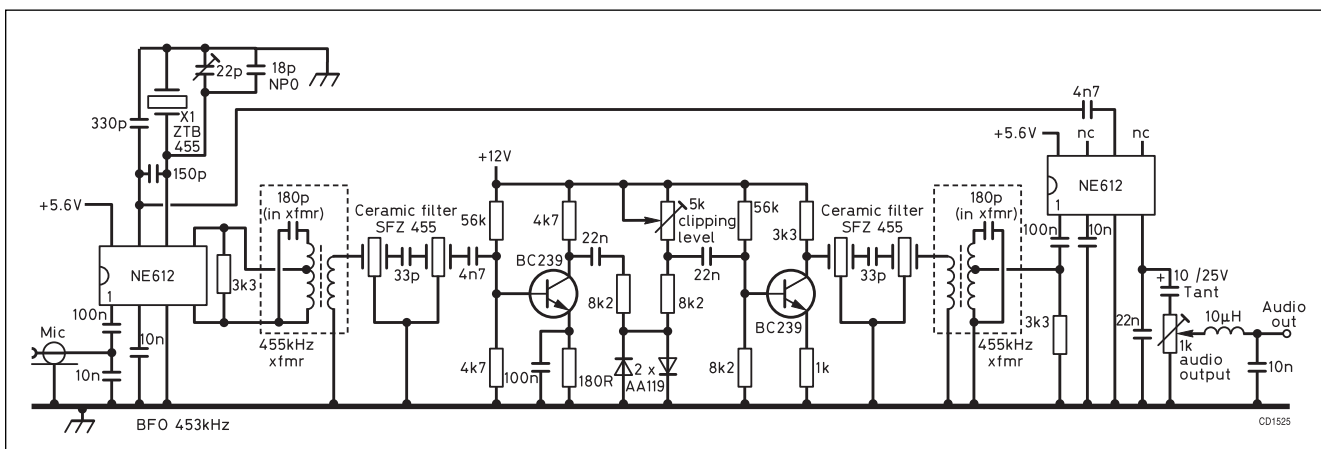 330p
22p
18p
NP0
X1
ZTB
455
150p
+5.6V
NE612
1
100n
Mic
10n
10n
3k3
180p
(in xfmr)
455kHz
xfmr
Ceramic filter
SFZ 455
33p
4n7
+12V
56k
4k7
4k7
BC239
22n
100n
180R
8k2
2 x
AA119
5k
clipping
level
8k2
22n
56k
8k2
3k3
BC239
1k
Ceramic filter
SFZ 455
33p
180p
(in xfmr)
455kHz
xfmr
4n7
+5.6V
nc
nc
NE612
1
100n
10n
3k3
22n
+
10 /25V
Tant
1k
audio
output
10µH
Audio
out
10n
BFO 453kHz
CD1525